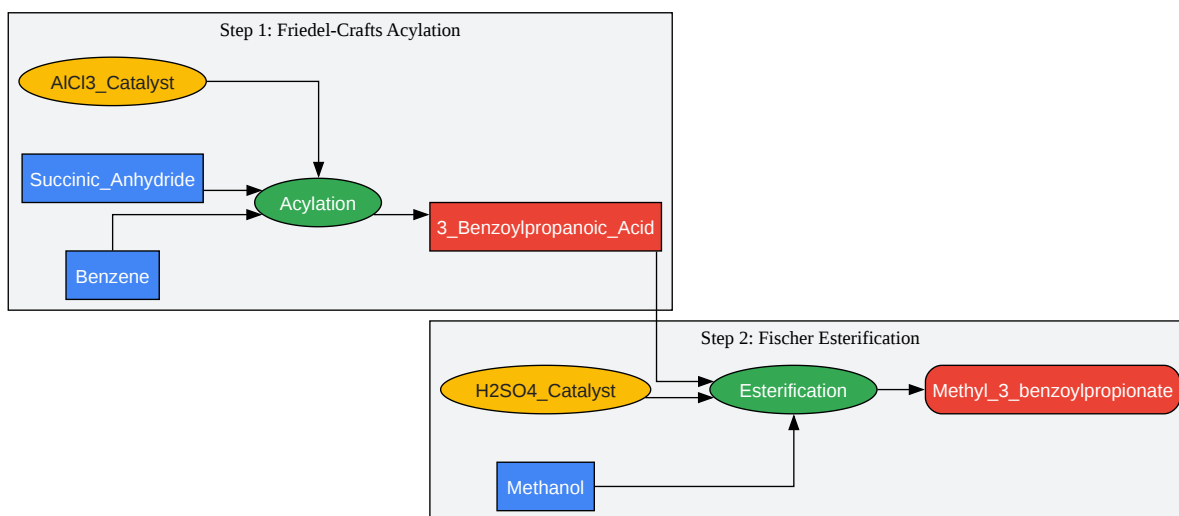 Step 1: Friedel-Crafts Acylation
AlCl3_Catalyst
Succinic_Anhydride
Acylation
3_Benzoylpropanoic_Acid
Benzene
Step 2: Fischer Esterification
H2SO4_Catalyst
Esterification
Methyl_3_benzoylpropionate
Methanol